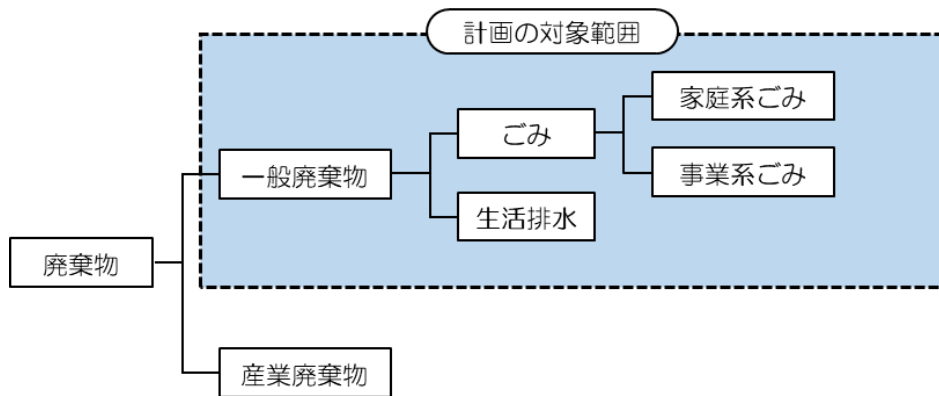 計画の対象範囲
家庭系ごみ
ごみ
事業系ごみ
一般廃棄物
生活排水
廃棄物
産業廃棄物